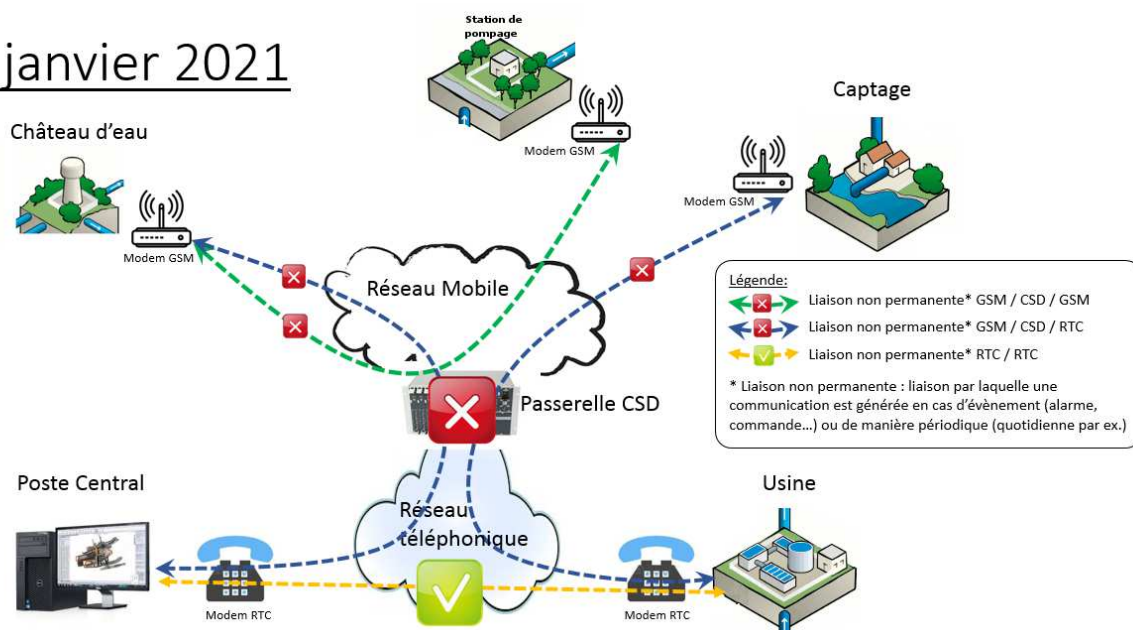 janvier 2021
Station de
pompage
Modem GSM
Captage
Modem GSM
Château d'eau
Modem GSM
Réseau Mobile
Légende:
Liaison non permanente* GSM / CSD / GSM
Liaison non permanente* GSM / CSD / RTC
Liaison non permanente* RTC / RTC
* Liaison non permanente : liaison par laquelle une
communication est générée en cas d'évènement (alarme,
commande…) ou de manière périodique (quotidienne par ex.)
Passerelle CSD
Poste Central
Réseau
téléphonique
Usine
Modem RTC
Modem RTC